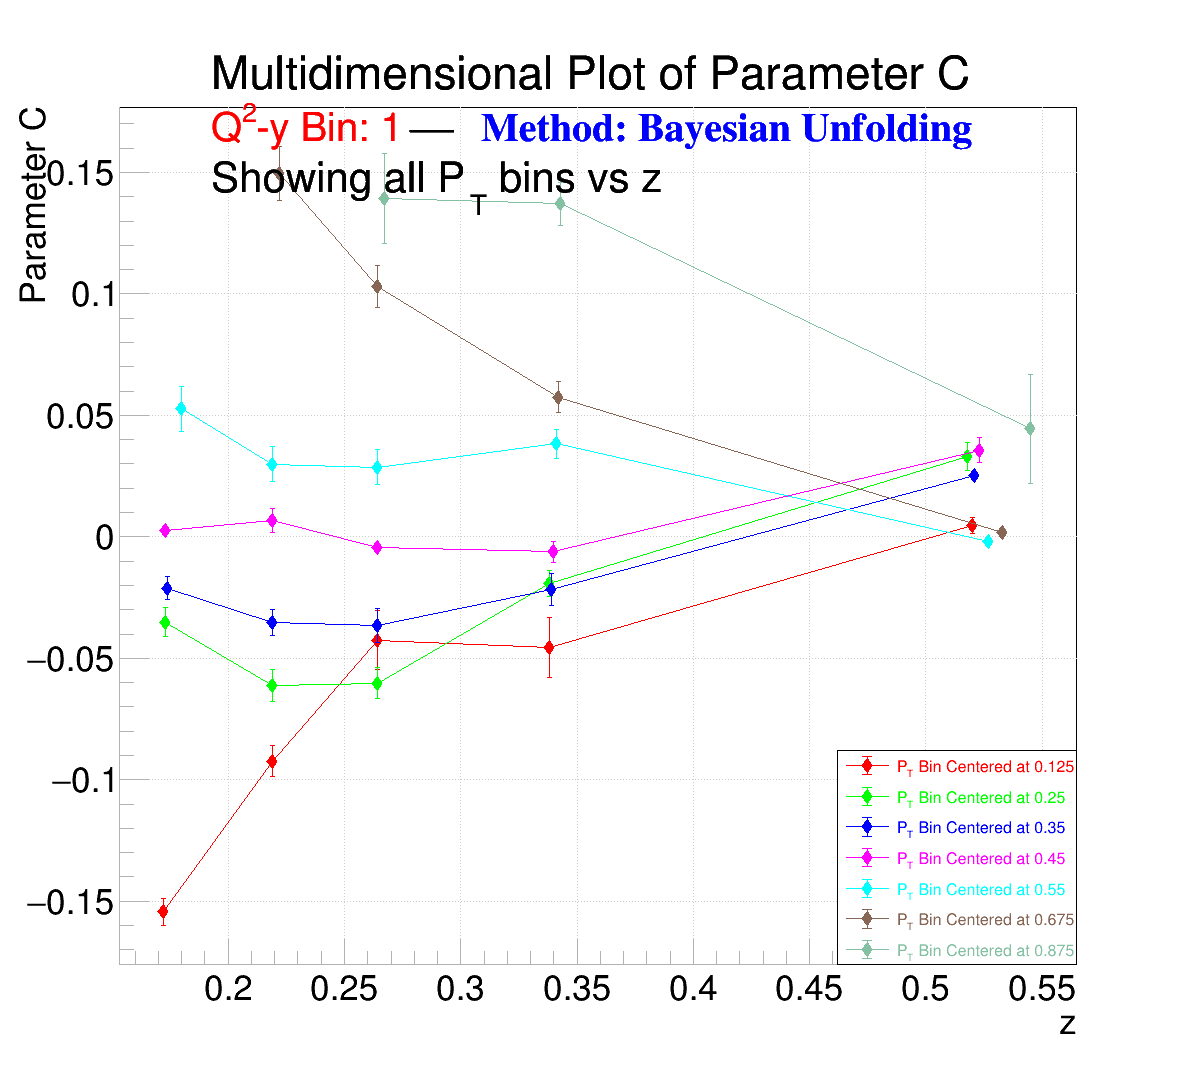 Multidimensional Plot of Parameter C
Q2-y Bin: 1 — Method: Bayesian Unfolding
Showing all PT bins vs z
Parameter C
0.15
0.1
0.05
0
−0.05
−0.1
−0.15
PT Bin Centered at 0.125
PT Bin Centered at 0.25
PT Bin Centered at 0.35
PT Bin Centered at 0.45
PT Bin Centered at 0.55
PT Bin Centered at 0.675
PT Bin Centered at 0.875
0.2 0.25 0.3 0.35 0.4 0.45 0.5 0.55
z